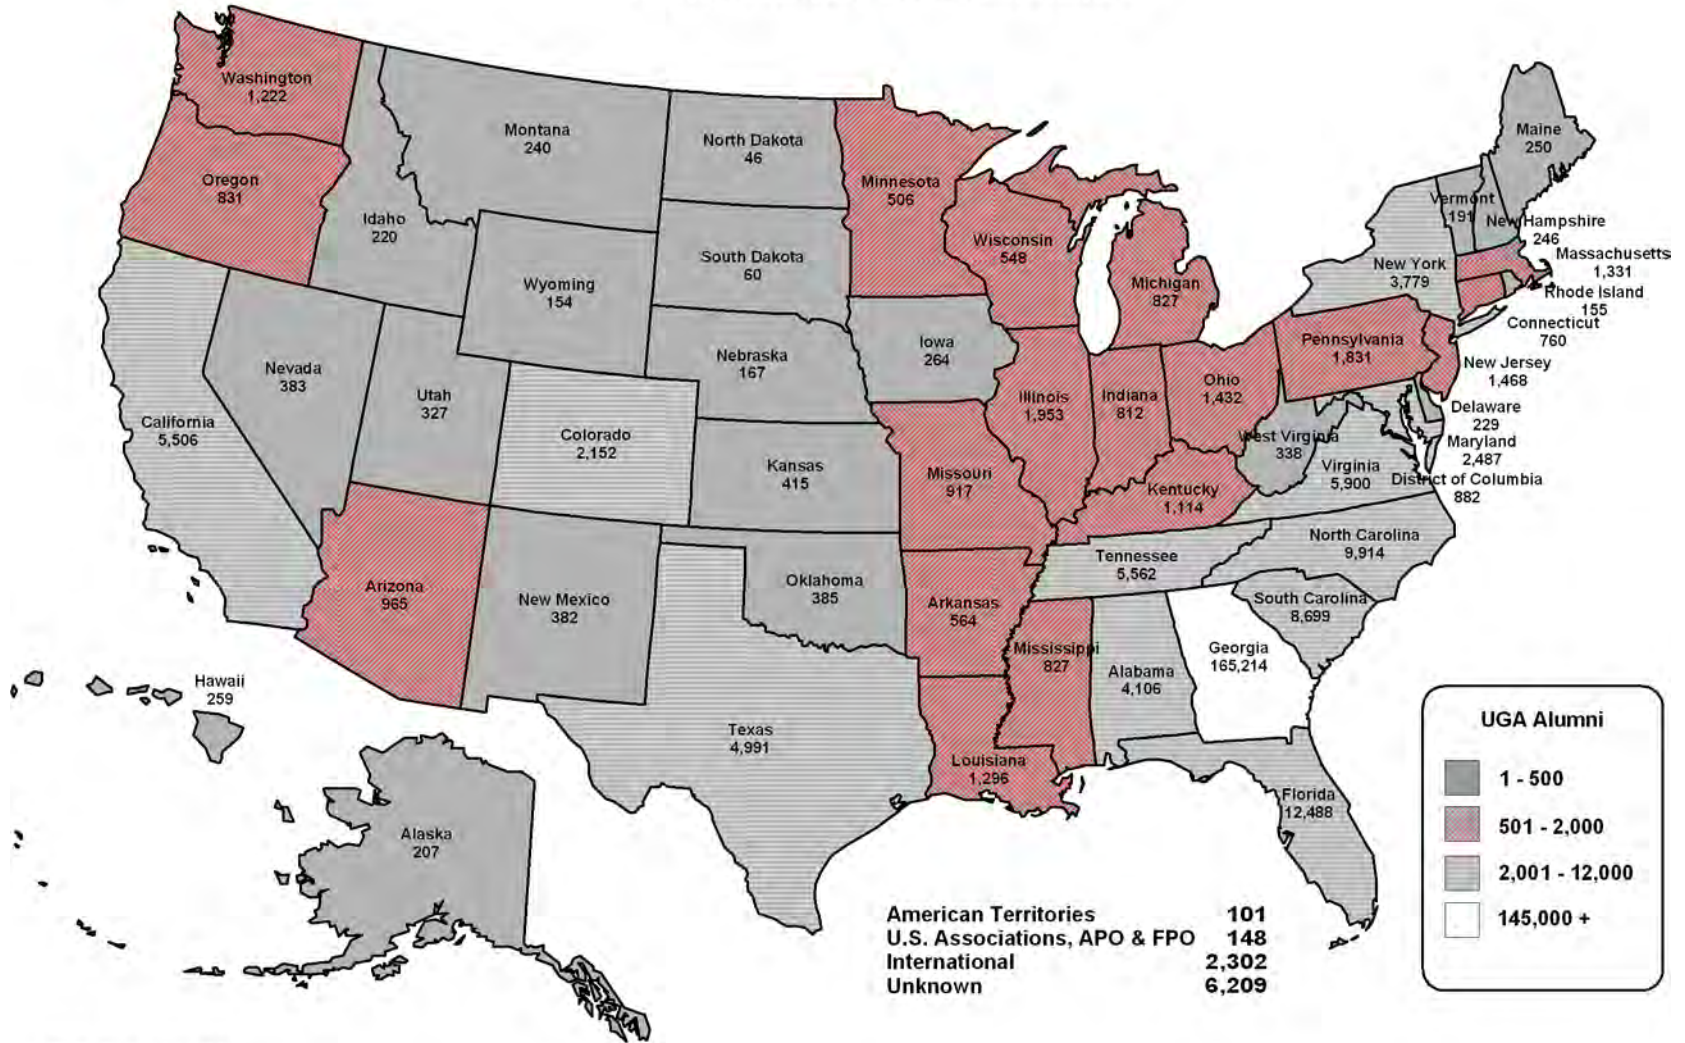 Washington
1,222
Oregon
831
California
5,506
Nevada
383
Idaho
220
Montana
240
Wyoming
154
Utah
327
Arizona
965
Colorado
2,152
New Mexico
382
North Dakota
46
South Dakota
60
Nebraska
167
Kansas
415
Oklahoma
385
Texas
4,991
Minnesota
506
Iowa
264
Missouri
917
Arkansas
564
Louisiana
1,296
Wisconsin
548
Illinois
1,953
Michigan
827
Indiana
812
Ohio
1,432
Kentucky
1,114
Tennessee
5,562
Mississippi
827
Alabama
4,106
Georgia
165,214
Florida
12,488
South Carolina
8,699
North Carolina
9,914
Virginia
5,900
West Virginia
338
District of Columbia
882
Maryland
2,487
Delaware
229
Pennsylvania
1,831
New Jersey
1,468
New York
3,779
Connecticut
760
Rhode Island
155
Massachusetts
1,331
Vermont
191
New Hampshire
246
Maine
250
Hawaii
259
Alaska
207
American Territories 101
U.S. Associations, APO & FPO 148
International 2,302
Unknown 6,209
UGA Alumni
1 - 500
501 - 2,000
2,001 - 12,000
145,000 +